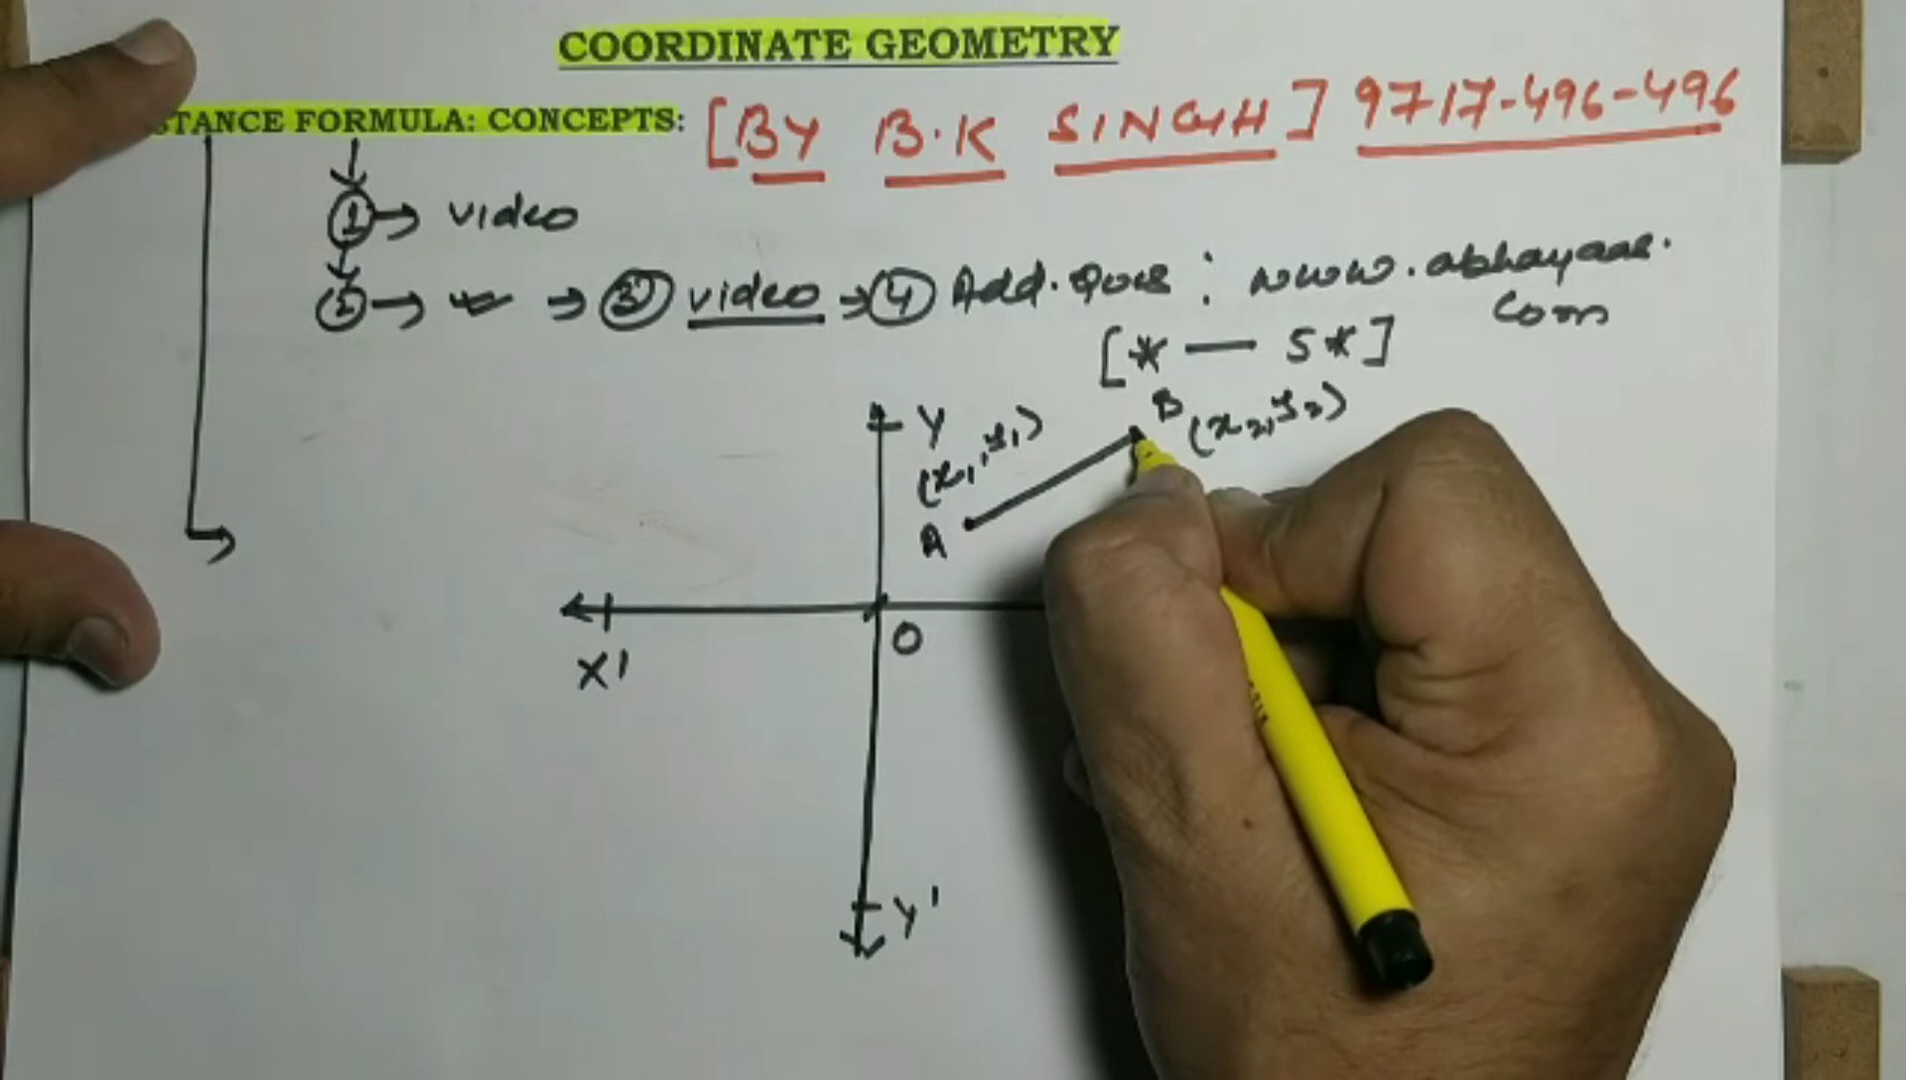 COORDINATE GEOMETRY
STANCE FORMULA: CONCEPTS: [BY B.K SINGH] 9717-496-496
① → video
② → → ③ video → ④ Add. Ques : www.abhayaas.
com
[* — 5*]
Y
(x₁, y₁)
B (x₂, y₂)
A
O
X'
Y'